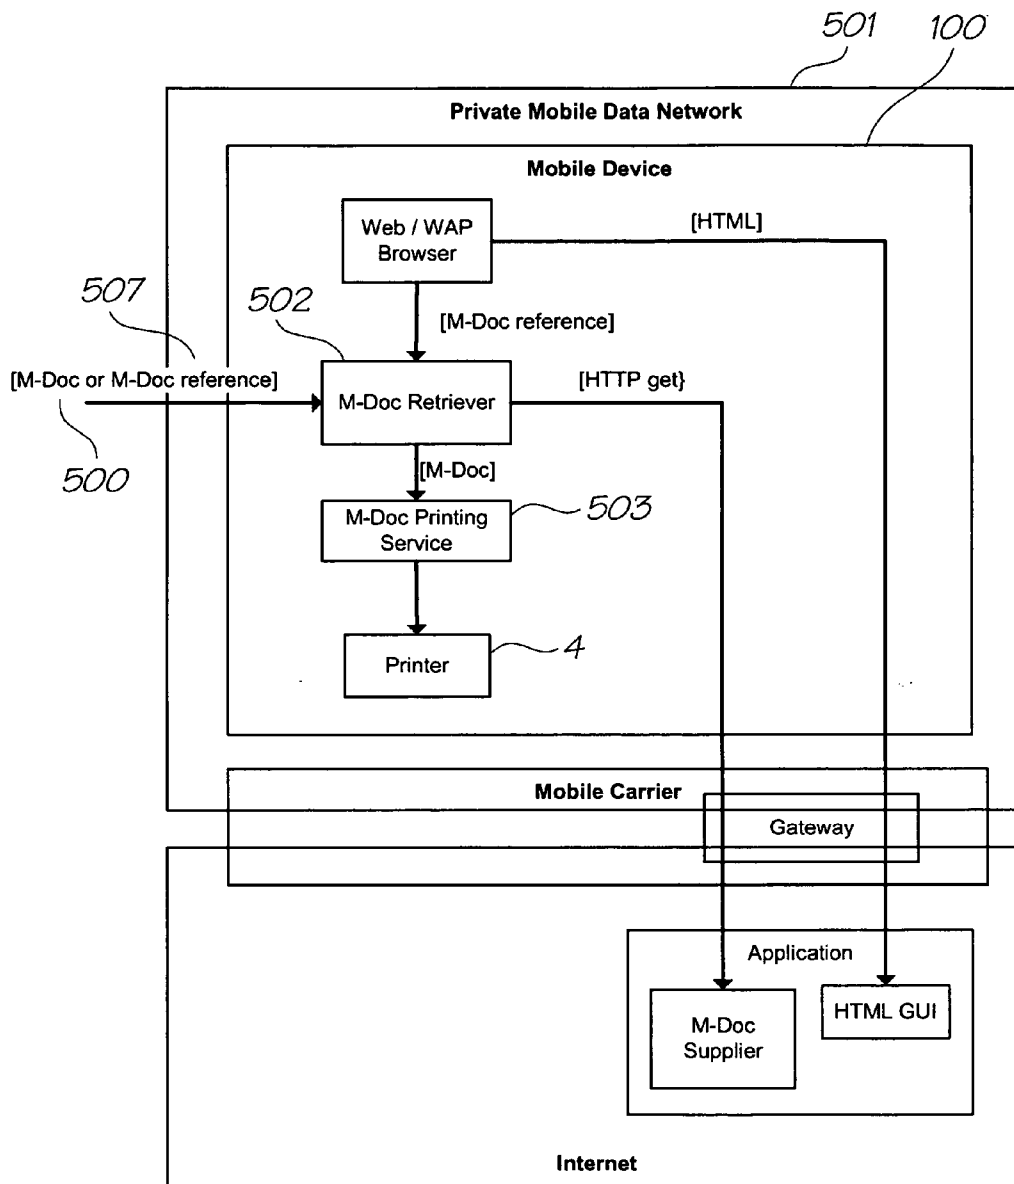 501
100
Private Mobile Data Network
Mobile Device
Web / WAP
Browser
[HTML]
507
502
[M-Doc reference]
[M-Doc or M-Doc reference]
M-Doc Retriever
[HTTP get}
500
[M-Doc]
M-Doc Printing
Service
503
Printer
4
Mobile Carrier
Gateway
Application
M-Doc
Supplier
HTML GUI
Internet